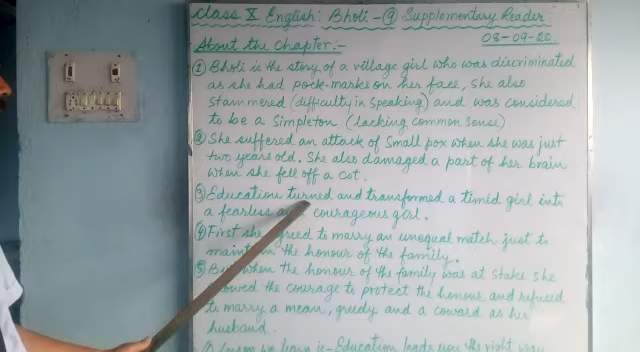 Class X English: Bholi - 9 Supplementary Reader
08-09-20
About the Chapter:-
① Bholi is the story of a village girl who was discriminated
as she had pock-marks on her face, she also
stammered (difficulty in speaking) and was considered
to be a simpleton (lacking common sense)
② She suffered an attack of small pox when she was just
two years old. She also damaged a part of her brain
when she fell off a cot.
③ Education turned and transformed a timid girl into
a fearless courageous girl.
④ First she agreed to marry an unequal match just to
maintain the honour of the family.
⑤ But when the honour of the family was at stake she
the courage to protect the honour and refused
to marry a mean, greedy and a coward as her
husband.
Education leads the right way